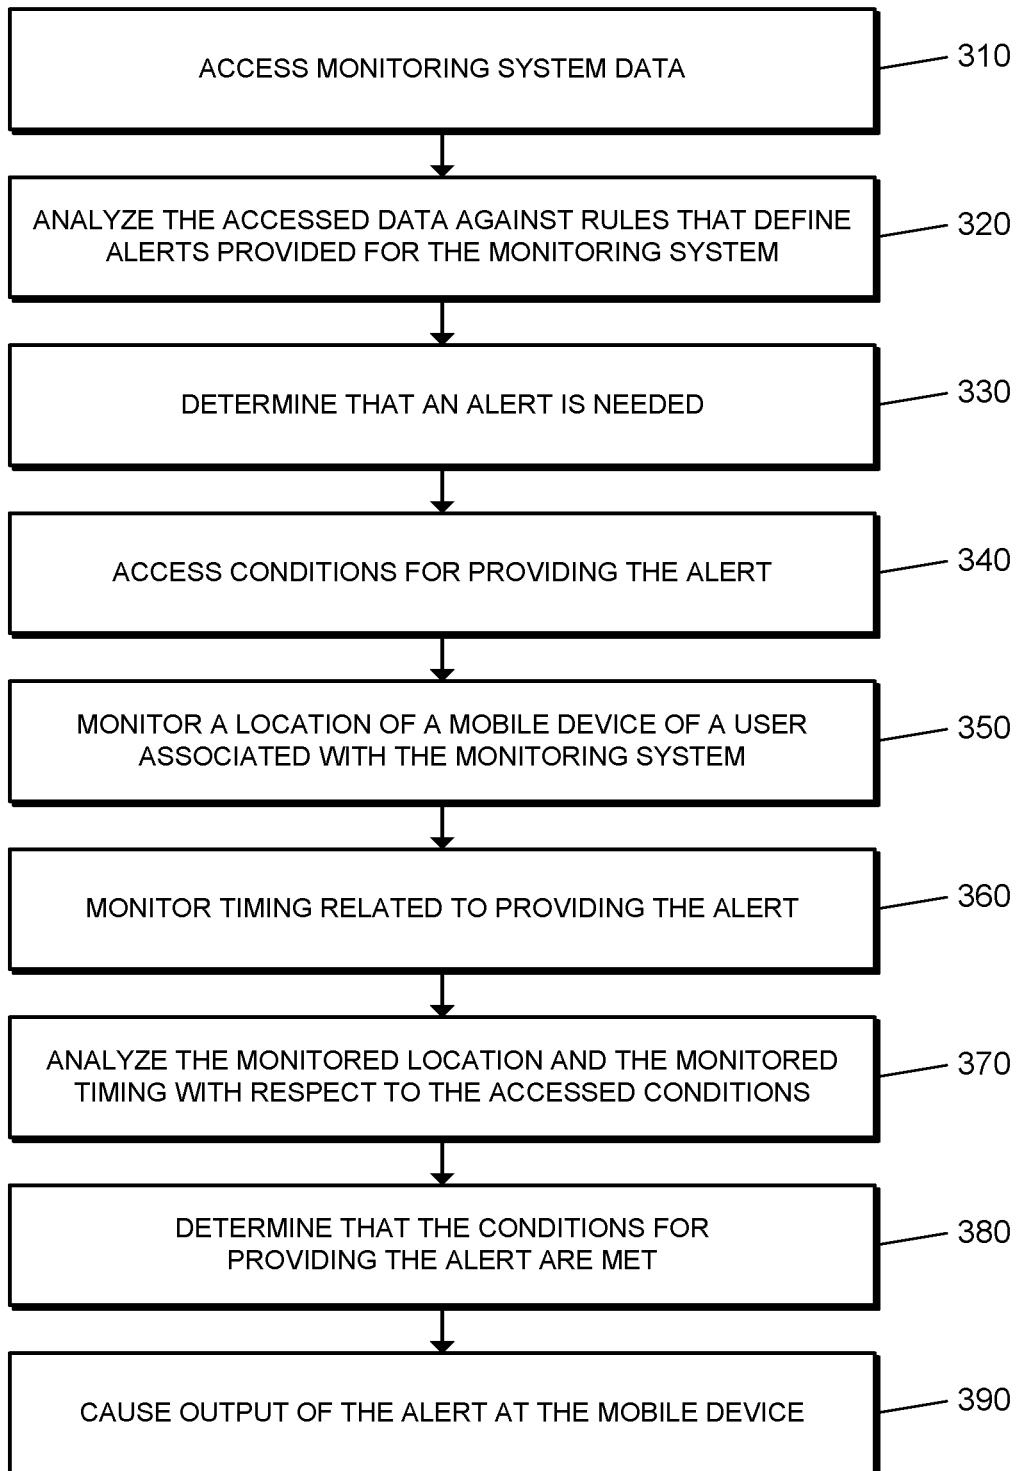 ACCESS MONITORING SYSTEM DATA
310
ANALYZE THE ACCESSED DATA AGAINST RULES THAT DEFINE
ALERTS PROVIDED FOR THE MONITORING SYSTEM
320
DETERMINE THAT AN ALERT IS NEEDED
330
ACCESS CONDITIONS FOR PROVIDING THE ALERT
340
MONITOR A LOCATION OF A MOBILE DEVICE OF A USER
ASSOCIATED WITH THE MONITORING SYSTEM
350
MONITOR TIMING RELATED TO PROVIDING THE ALERT
360
ANALYZE THE MONITORED LOCATION AND THE MONITORED
TIMING WITH RESPECT TO THE ACCESSED CONDITIONS
370
DETERMINE THAT THE CONDITIONS FOR
PROVIDING THE ALERT ARE MET
380
CAUSE OUTPUT OF THE ALERT AT THE MOBILE DEVICE
390